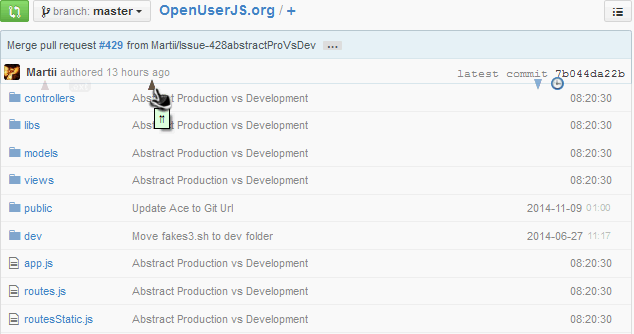 branch: master OpenUserJS.org / +
Merge pull request #429 from Martii/Issue-428abstractProVsDev ...
Martii authored 13 hours ago latest commit 7b044da22b
controllers Abstract Production vs Development 08:20:30
libs Abstract Production vs Development 08:20:30
models Abstract Production vs Development 08:20:30
views Abstract Production vs Development 08:20:30
public Update Ace to Git Url 2014-11-09 01:00
dev Move fakes3.sh to dev folder 2014-06-27 11:17
app.js Abstract Production vs Development 08:20:30
routes.js Abstract Production vs Development 08:20:30
routesStatic.js Abstract Production vs Development 08:20:30